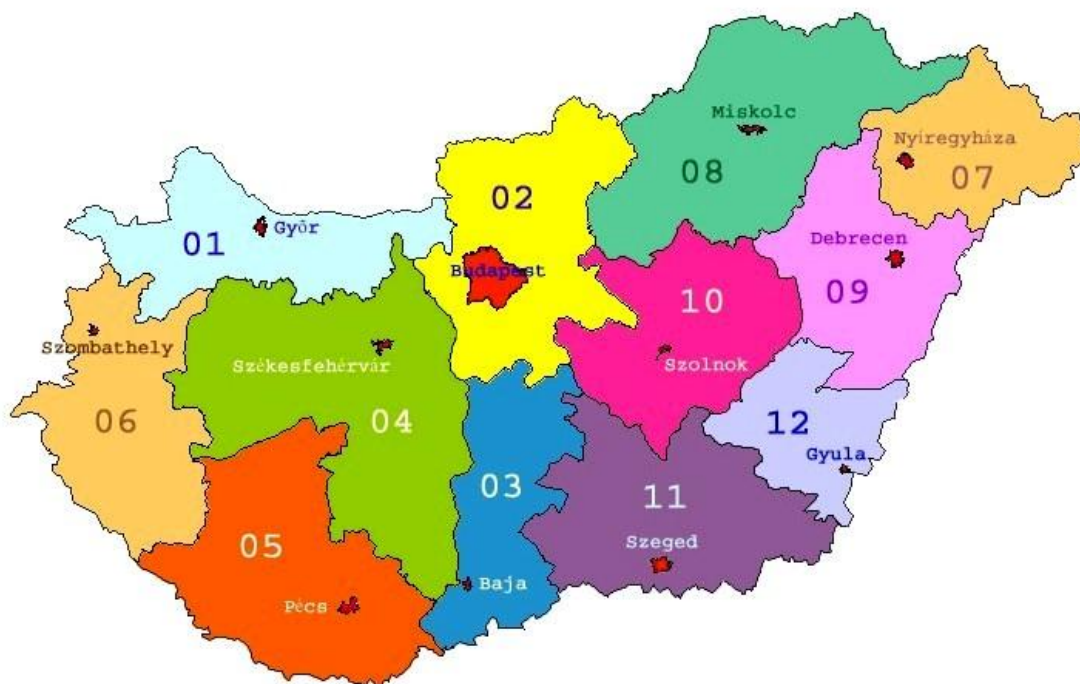 Miskolc
Nyíregyháza
08
07
02
Győr
01
Debrecen
Budapest
09
10
Szombathely
Székesfehérvár
Szolnok
06
04
12
Gyula
03
11
05
Szeged
Baja
Pécs